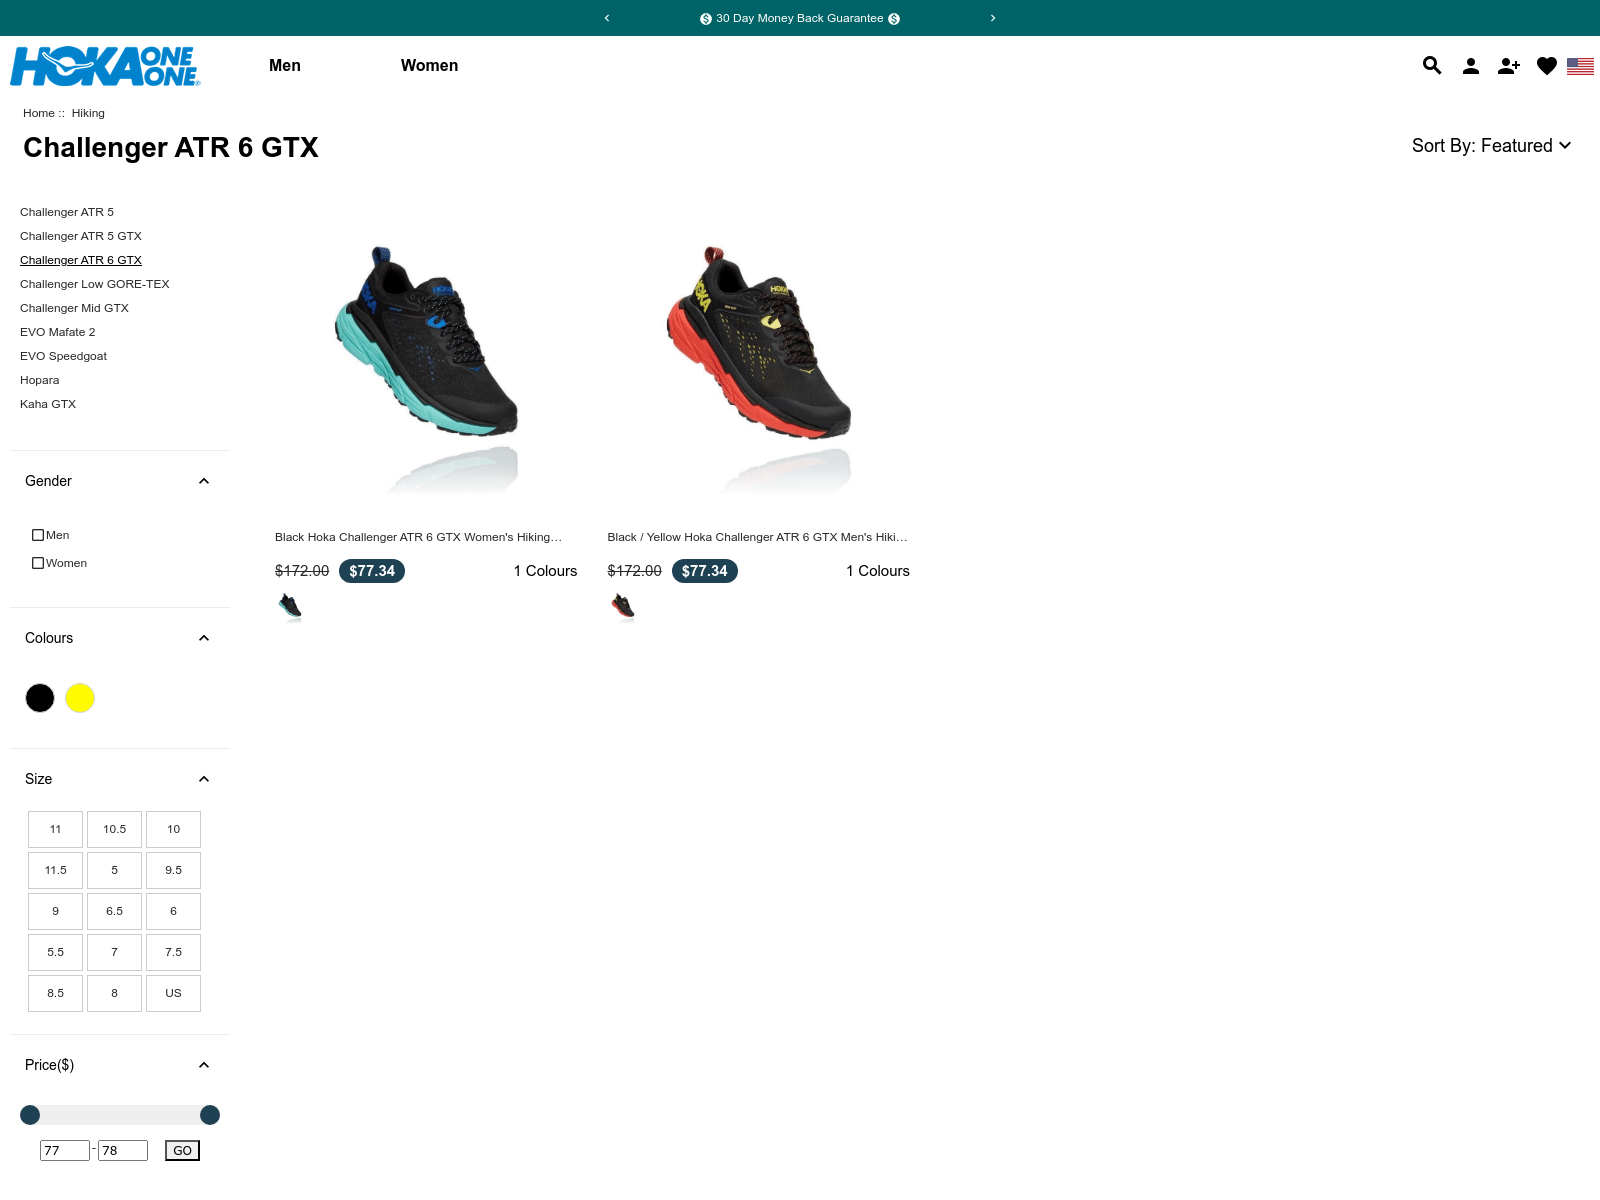 30 Day Money Back Guarantee
HOKA ONE ONE
Men
Women
Home :: Hiking
Challenger ATR 6 GTX
Sort By: Featured
Challenger ATR 5
Challenger ATR 5 GTX
Challenger ATR 6 GTX
Challenger Low GORE-TEX
Challenger Mid GTX
EVO Mafate 2
EVO Speedgoat
Hopara
Kaha GTX
Gender
Men
Women
Colours
Size
11 10.5 10
11.5 5 9.5
9 6.5 6
5.5 7 7.5
8.5 8 US
Price($)
77 - 78 GO
HOKA
HOKA
Black Hoka Challenger ATR 6 GTX Women's Hiking...
$172.00 $77.34 1 Colours
HOKA
HOKA
Black / Yellow Hoka Challenger ATR 6 GTX Men's Hiki...
$172.00 $77.34 1 Colours